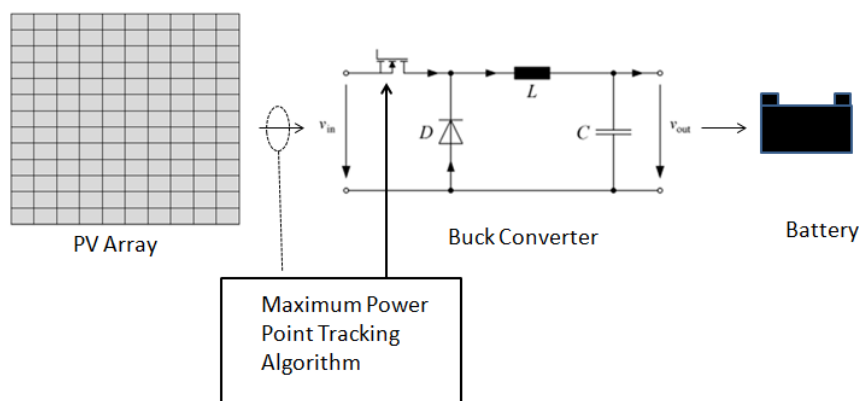 v_in
D
L
C
v_out
PV Array
Buck Converter
Battery
Maximum Power
Point Tracking
Algorithm